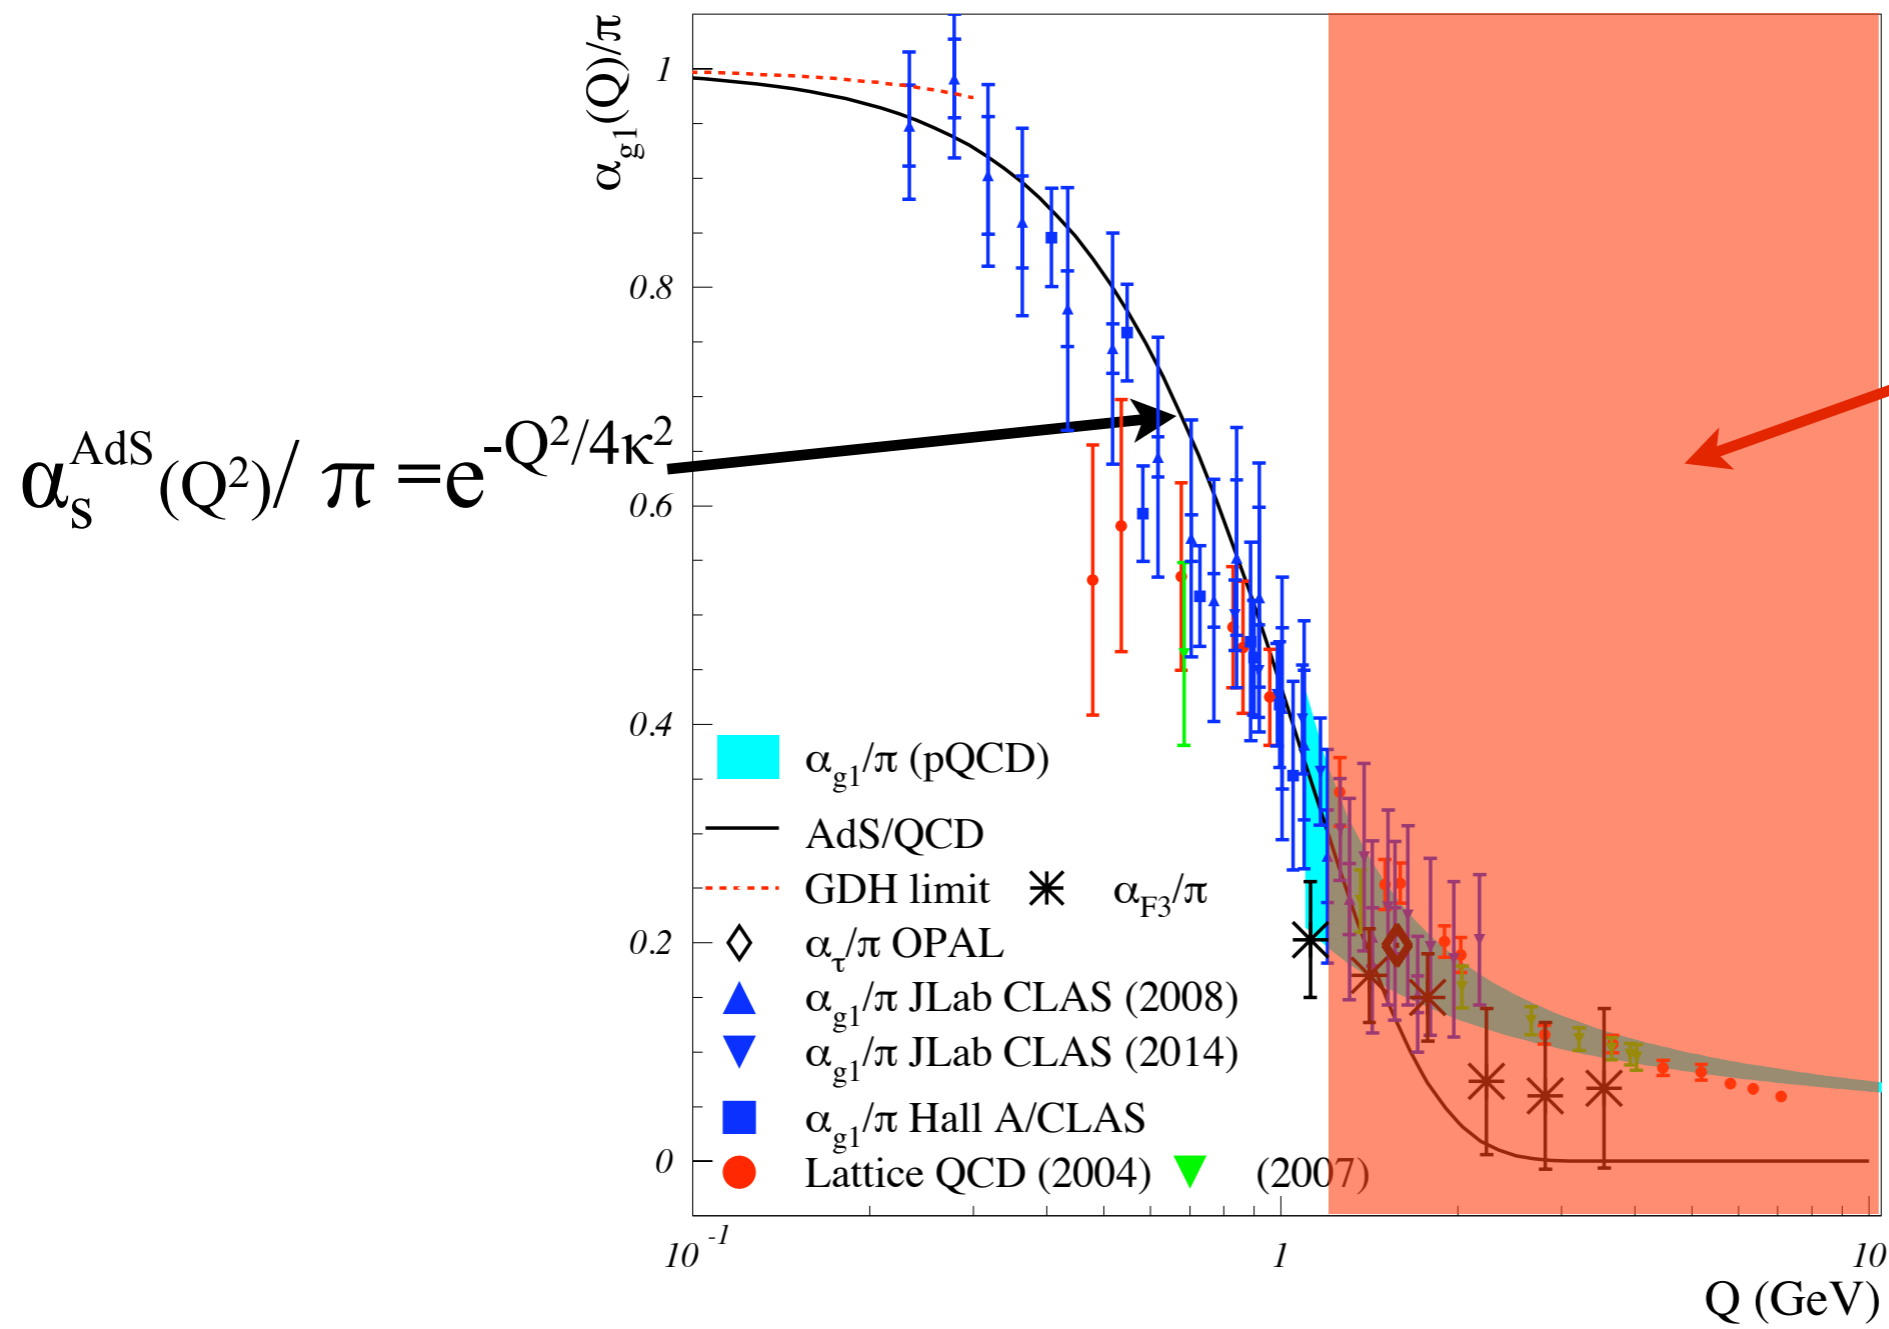 α_g1(Q)/π
1
0.8
α_s^AdS(Q²)/ π =e^-Q²/4κ²
0.6
0.4
α_g1/π (pQCD)
AdS/QCD
GDH limit α_F3/π
0.2
α_τ/π OPAL
α_g1/π JLab CLAS (2008)
α_g1/π JLab CLAS (2014)
α_g1/π Hall A/CLAS
0
Lattice QCD (2004) (2007)
10^-1 1 10
Q (GeV)